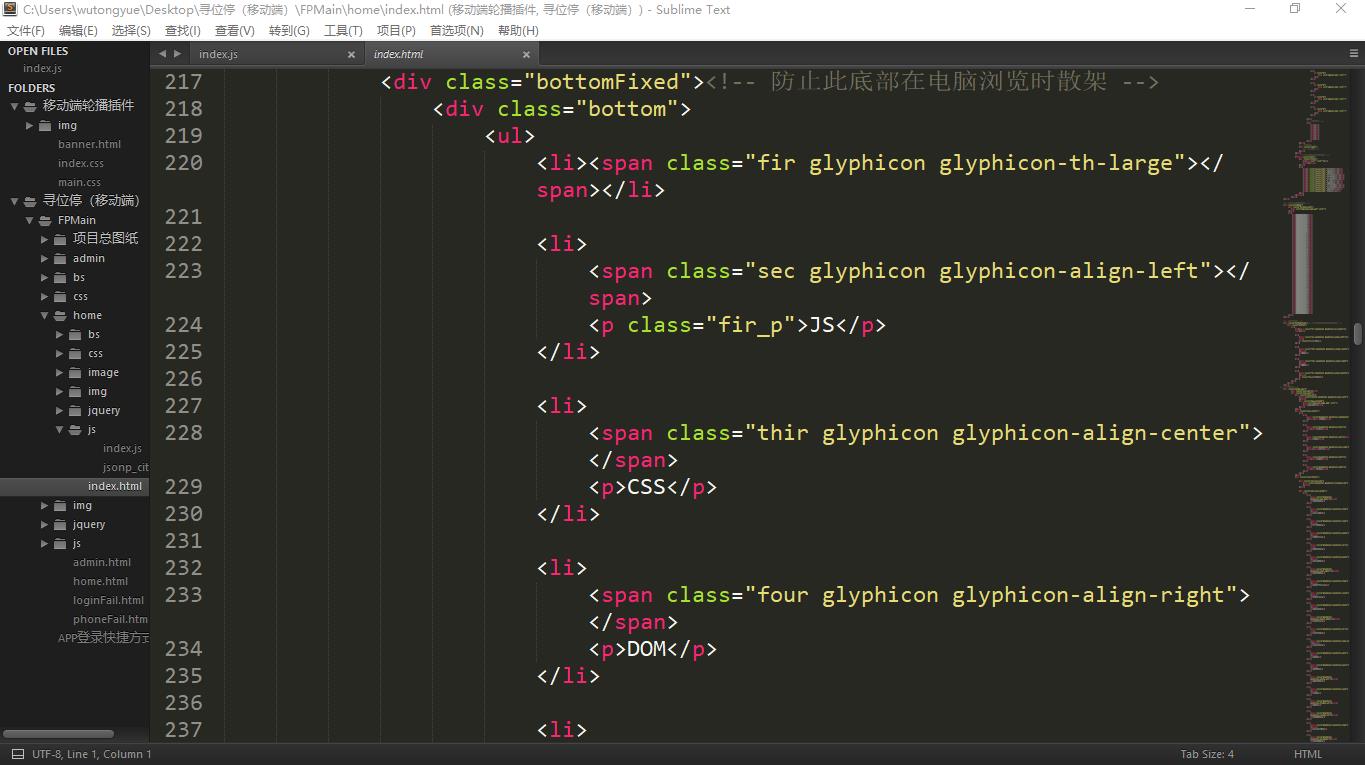 C:\Users\wutongyue\Desktop\寻位停（移动端）\FPMain\home\index.html (移动端轮播插件, 寻位停（移动端）) - Sublime Text
文件(F) 编辑(E) 选择(S) 查找(I) 查看(V) 转到(G) 工具(T) 项目(P) 首选项(N) 帮助(H)
OPEN FILES
index.js
FOLDERS
移动端轮播插件
img
banner.html
index.css
main.css
寻位停（移动端）
FPMain
项目总图纸
admin
bs
css
home
bs
css
image
img
jquery
js
index.js
jsonp_cit
index.html
img
jquery
js
admin.html
home.html
loginFail.html
phoneFail.htm
APP登录快捷方式
index.js
index.html
217 <div class="bottomFixed"><!-- 防止此底部在电脑浏览时散架 -->
218 <div class="bottom">
219 <ul>
220 <li><span class="fir glyphicon glyphicon-th-large"></
span></li>
221
222 <li>
223 <span class="sec glyphicon glyphicon-align-left"></
span>
224 <p class="fir_p">JS</p>
225 </li>
226
227 <li>
228 <span class="thir glyphicon glyphicon-align-center">
</span>
229 <p>CSS</p>
230 </li>
231
232 <li>
233 <span class="four glyphicon glyphicon-align-right">
</span>
234 <p>DOM</p>
235 </li>
236
237 <li>
UTF-8, Line 1, Column 1
Tab Size: 4
HTML